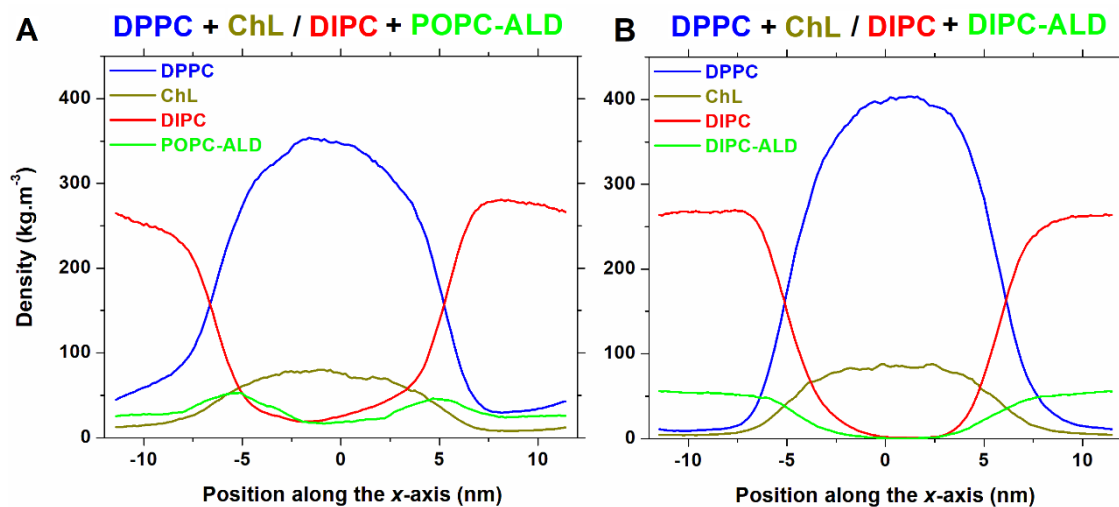 A DPPC + ChL / DIPC + POPC-ALD
DPPC
ChL
DIPC
POPC-ALD
400
300
200
100
0
-10 -5 0 5 10
Density (kg.m-3)
Position along the x-axis (nm)
B DPPC + ChL / DIPC + DIPC-ALD
DPPC
ChL
DIPC
DIPC-ALD
400
300
200
100
0
-10 -5 0 5 10
Position along the x-axis (nm)